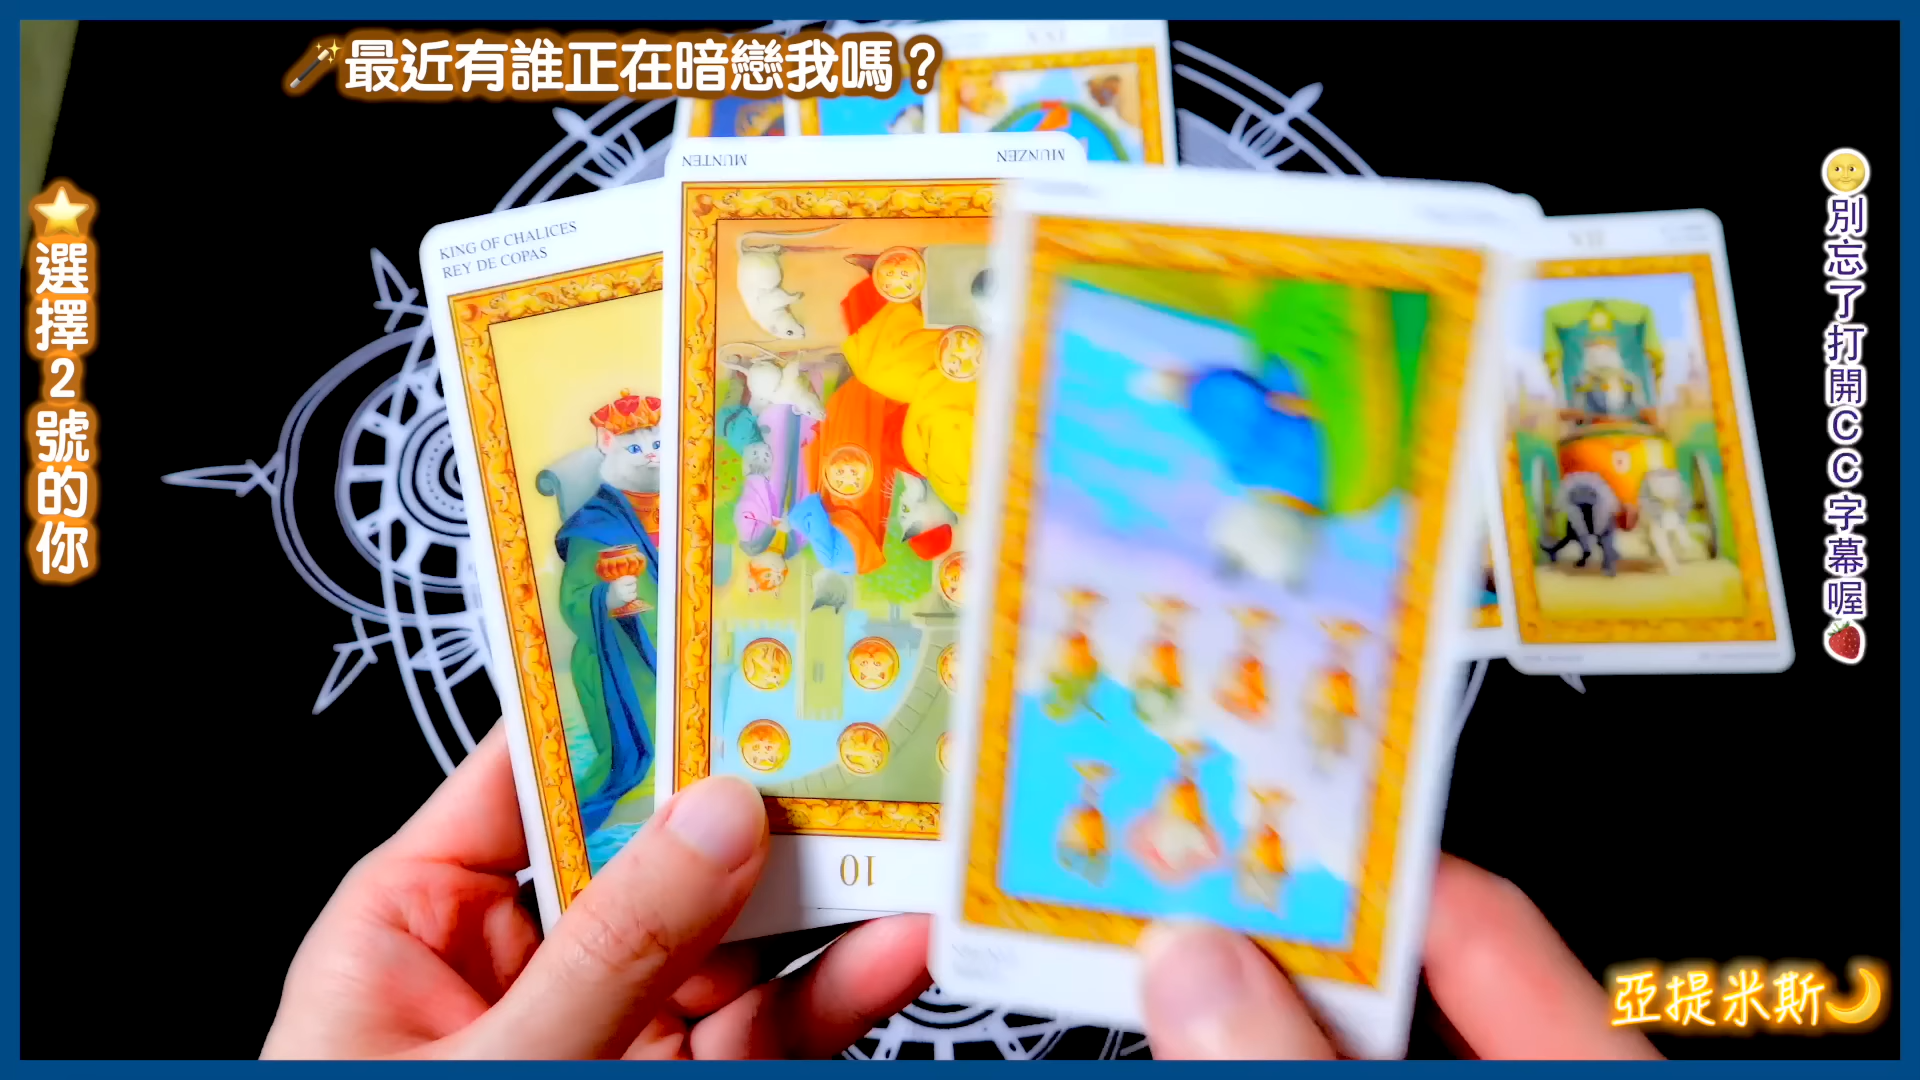 最近有誰正在暗戀我嗎？
選擇2號的你
別忘了打開CC字幕喔
KING OF CHALICES
REY DE COPAS
MUNTEN
MÜNZEN
10
VII
亞提米斯